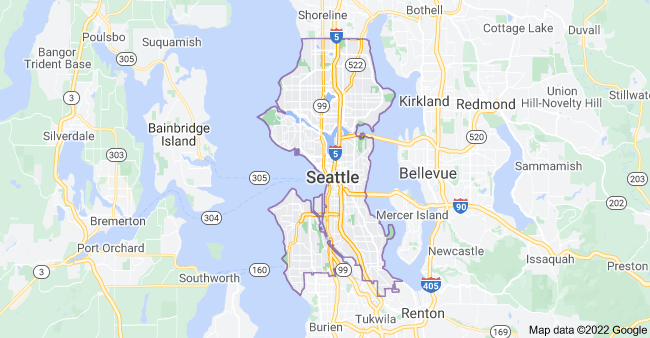 Shoreline
Bothell
Poulsbo
5
Cottage Lake
Duvall
Suquamish
Bangor
Trident Base
522
Union
Hill-Novelty Hill
Stillwate
3
99
Kirkland
Redmond
Silverdale
Bainbridge
Island
520
303
5
Sammamish
305
Seattle
Bellevue
202
203
Bremerton
304
Mercer Island
90
Port Orchard
Newcastle
Issaquah
Preston
3
Southworth
160
99
405
Tukwila
Renton
Burien
169
Map data ©2022 Google